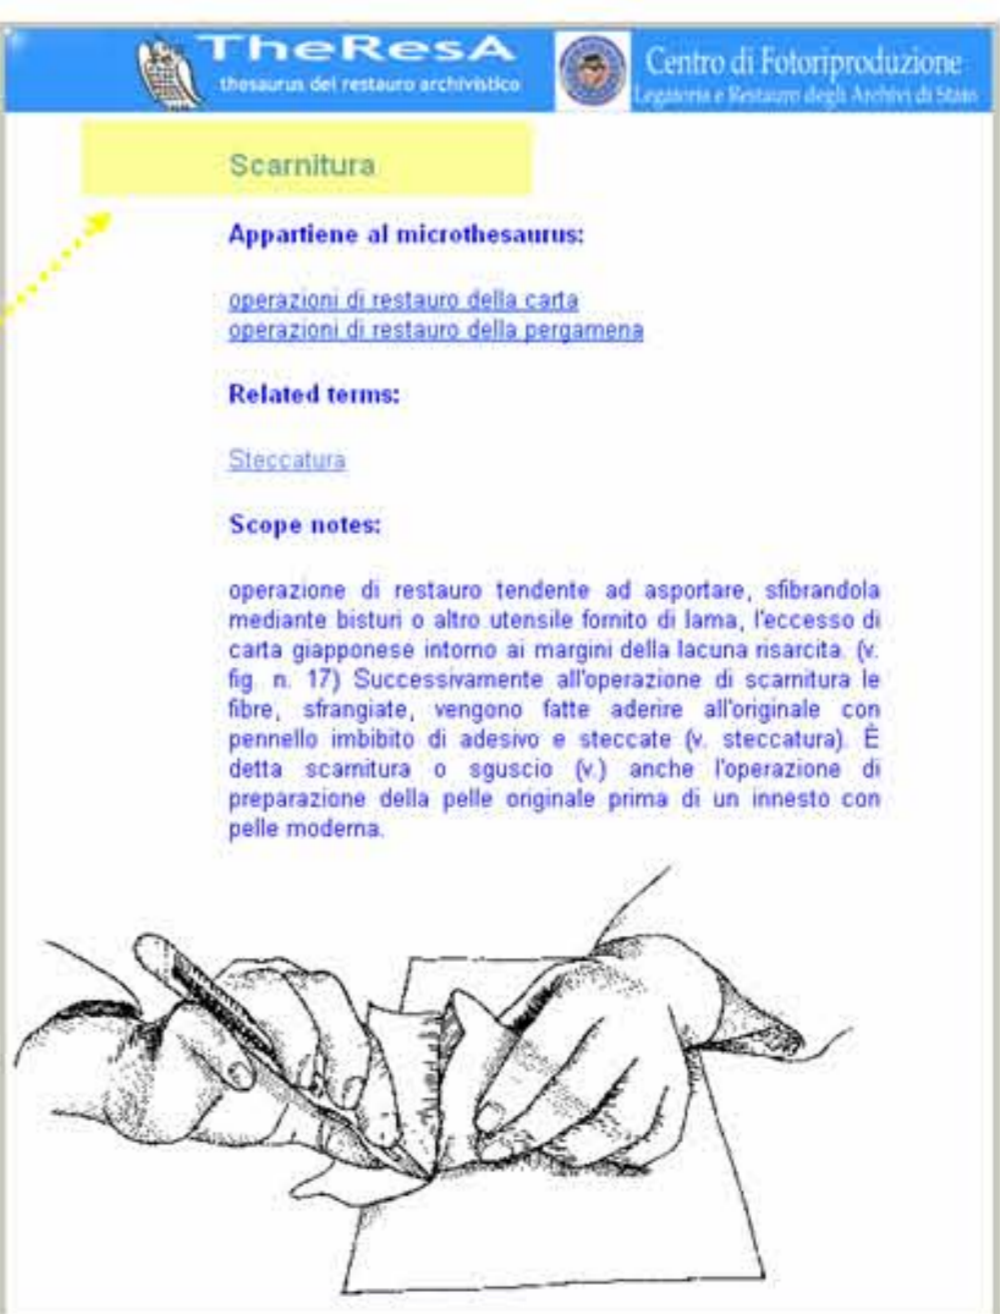 TheResA
thesaurus del restauro archivistico
Centro di Fotoriproduzione
Legatoria e Restauro degli Archivi di Stato
Scarnitura
Appartiene al microthesaurus:
operazioni di restauro della carta
operazioni di restauro della pergamena
Related terms:
Steccatura
Scope notes:
operazione di restauro tendente ad asportare, sfibrandola
mediante bisturi o altro utensile fornito di lama, l'eccesso di
carta giapponese intorno ai margini della lacuna risarcita. (v.
fig. n. 17) Successivamente all'operazione di scarnitura le
fibre, sfrangiate, vengono fatte aderire all'originale con
pennello imbibito di adesivo e steccate (v. steccatura). È
detta scarnitura o sguscio (v.) anche l'operazione di
preparazione della pelle originale prima di un innesto con
pelle moderna.